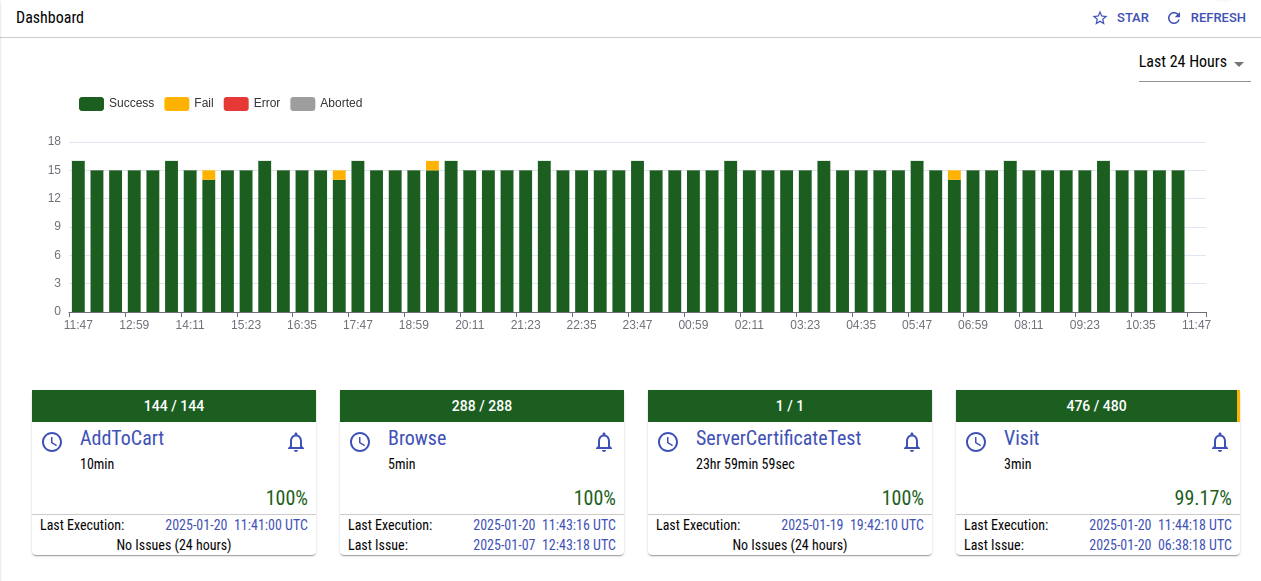 Dashboard STAR REFRESH
Last 24 Hours
Success Fail Error Aborted
18
15
12
9
6
3
0
11:47 12:59 14:11 15:23 16:35 17:47 18:59 20:11 21:23 22:35 23:47 00:59 02:11 03:23 04:35 05:47 06:59 08:11 09:23 10:35 11:47
144 / 144
AddToCart
10min
100%
Last Execution: 2025-01-20 11:41:00 UTC
No Issues (24 hours)
288 / 288
Browse
5min
100%
Last Execution: 2025-01-20 11:43:16 UTC
Last Issue: 2025-01-07 12:43:18 UTC
1 / 1
ServerCertificateTest
23hr 59min 59sec
100%
Last Execution: 2025-01-19 19:42:10 UTC
No Issues (24 hours)
476 / 480
Visit
3min
99.17%
Last Execution: 2025-01-20 11:44:18 UTC
Last Issue: 2025-01-20 06:38:18 UTC